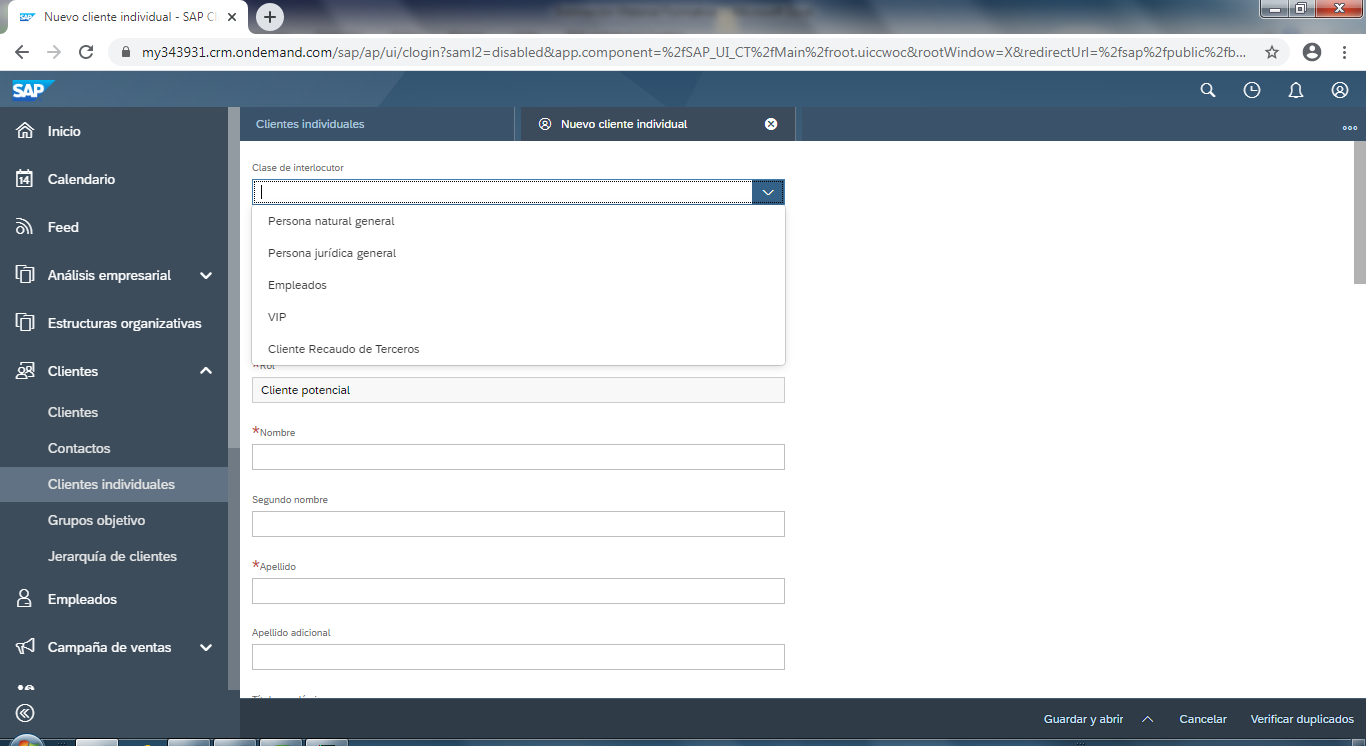 Nuevo cliente individual - SAP Cl
my343931.crm.ondemand.com/sap/ap/ui/clogin?saml2=disabled&app.component=%2fSAP_UI_CT%2fMain%2froot.uiccwoc&rootWindow=X&redirectUrl=%2fsap%2fpublic%2fb...
SAP
Inicio
14
Calendario
Feed
Análisis empresarial
Estructuras organizativas
Clientes
Clientes
Contactos
Clientes individuales
Grupos objetivo
Jerarquía de clientes
Empleados
Campaña de ventas
Clientes individuales
Nuevo cliente individual
Clase de interlocutor
Persona natural general
Persona jurídica general
Empleados
VIP
Cliente Recaudo de Terceros
*Rol
Cliente potencial
*Nombre
Segundo nombre
*Apellido
Apellido adicional
Guardar y abrir
Cancelar
Verificar duplicados